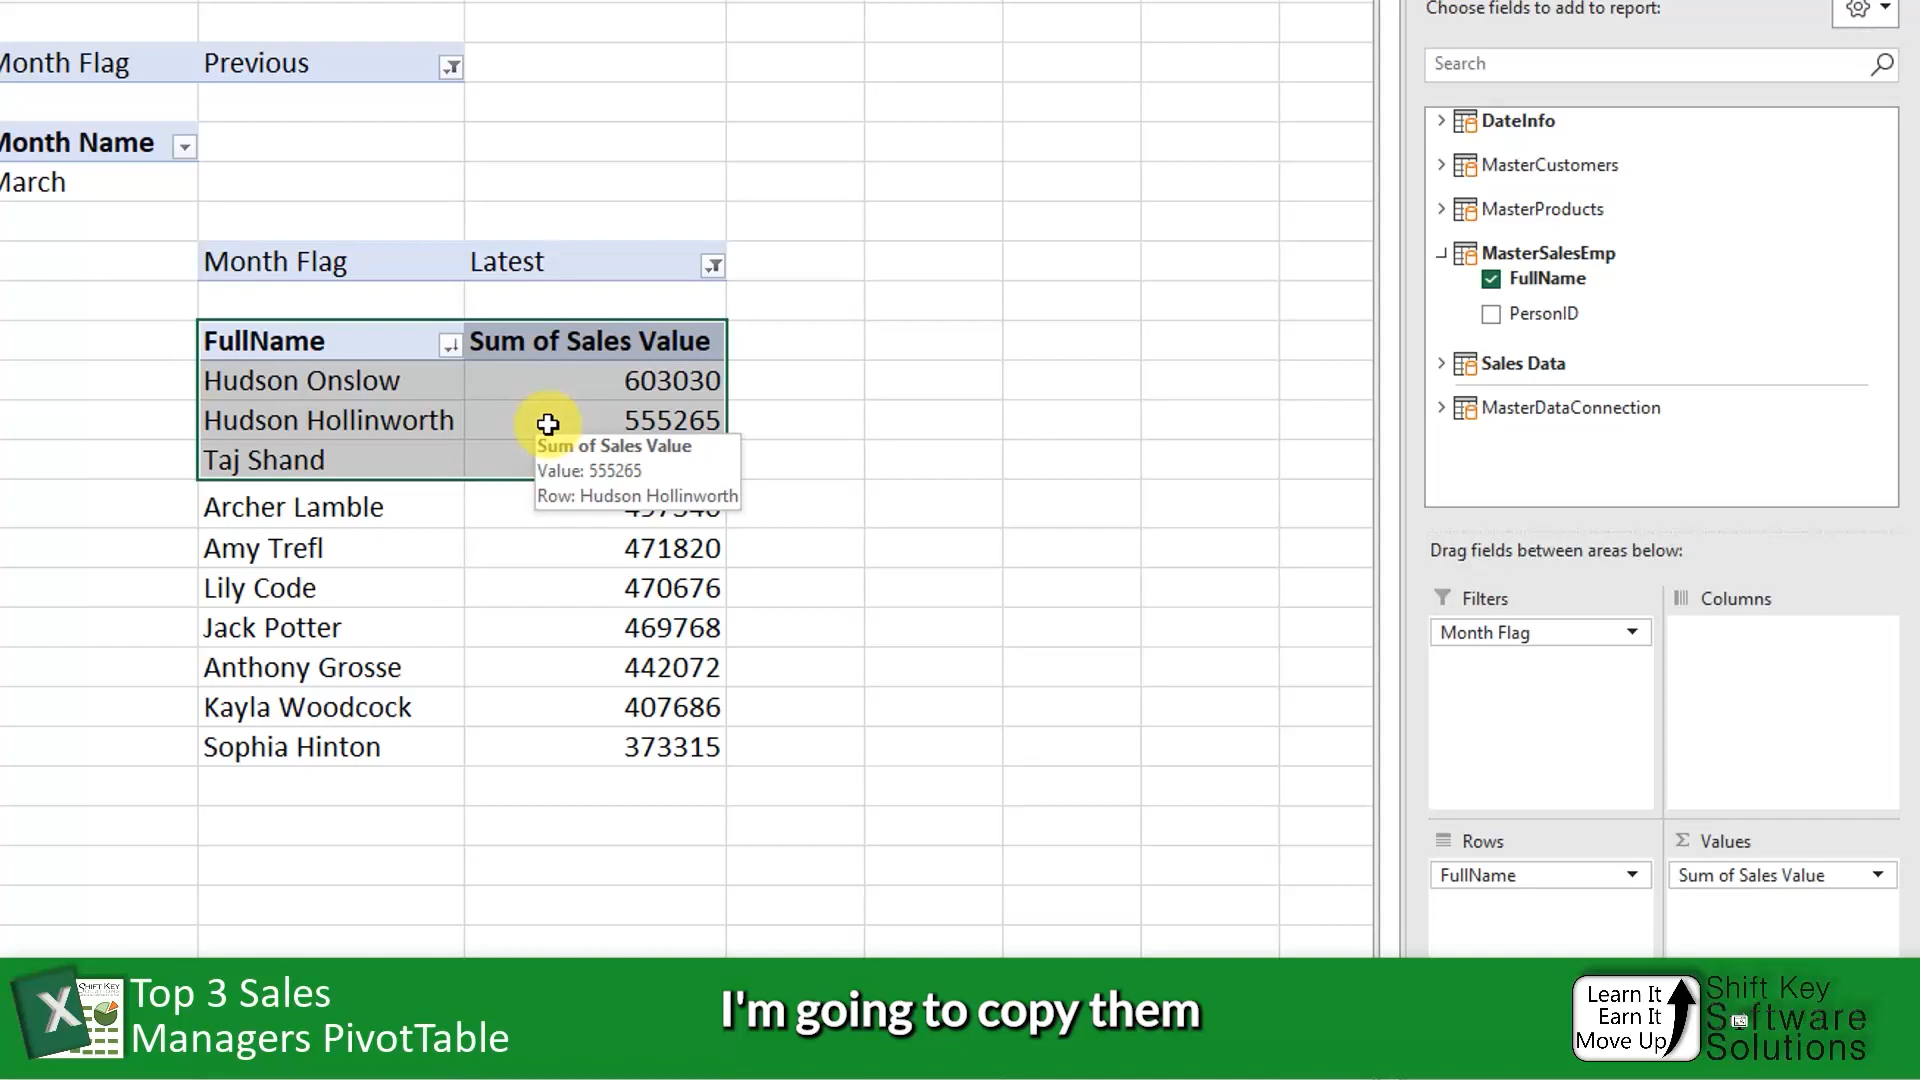 Month Flag Previous
Month Name
March
Month Flag Latest
FullName Sum of Sales Value
Hudson Onslow 603030
Hudson Hollinworth 555265
Taj Shand
Sum of Sales Value
Value: 555265
Row: Hudson Hollinworth
Archer Lamble
Amy Trefl 471820
Lily Code 470676
Jack Potter 469768
Anthony Grosse 442072
Kayla Woodcock 407686
Sophia Hinton 373315
Choose fields to add to report:
Search
DateInfo
MasterCustomers
MasterProducts
MasterSalesEmp
FullName
PersonID
Sales Data
MasterDataConnection
Drag fields between areas below:
Filters
Columns
Month Flag
Rows
Values
FullName
Sum of Sales Value
X
SHIFT KEY
Top 3 Sales
Managers PivotTable
I'm going to copy them
Learn It
Earn It
Move Up
Shift Key
Software
Solutions